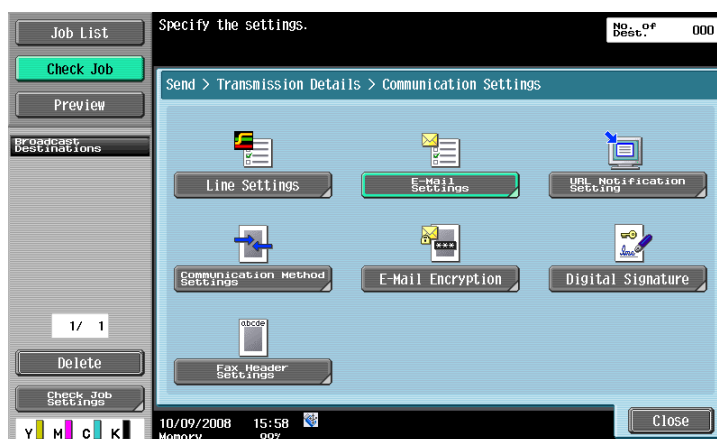 Job List
Check Job
Preview
Broadcast
Destinations
1/ 1
Delete
Check Job
Settings
Y M C K
Specify the settings.
No. of
Dest.
000
Send > Transmission Details > Communication Settings
Line Settings
E-Mail
Settings
URL Notification
Setting
Communication Method
Settings
E-Mail Encryption
Digital Signature
abcde
Fax Header
Settings
10/09/2008 15:58
Memory 99%
Close